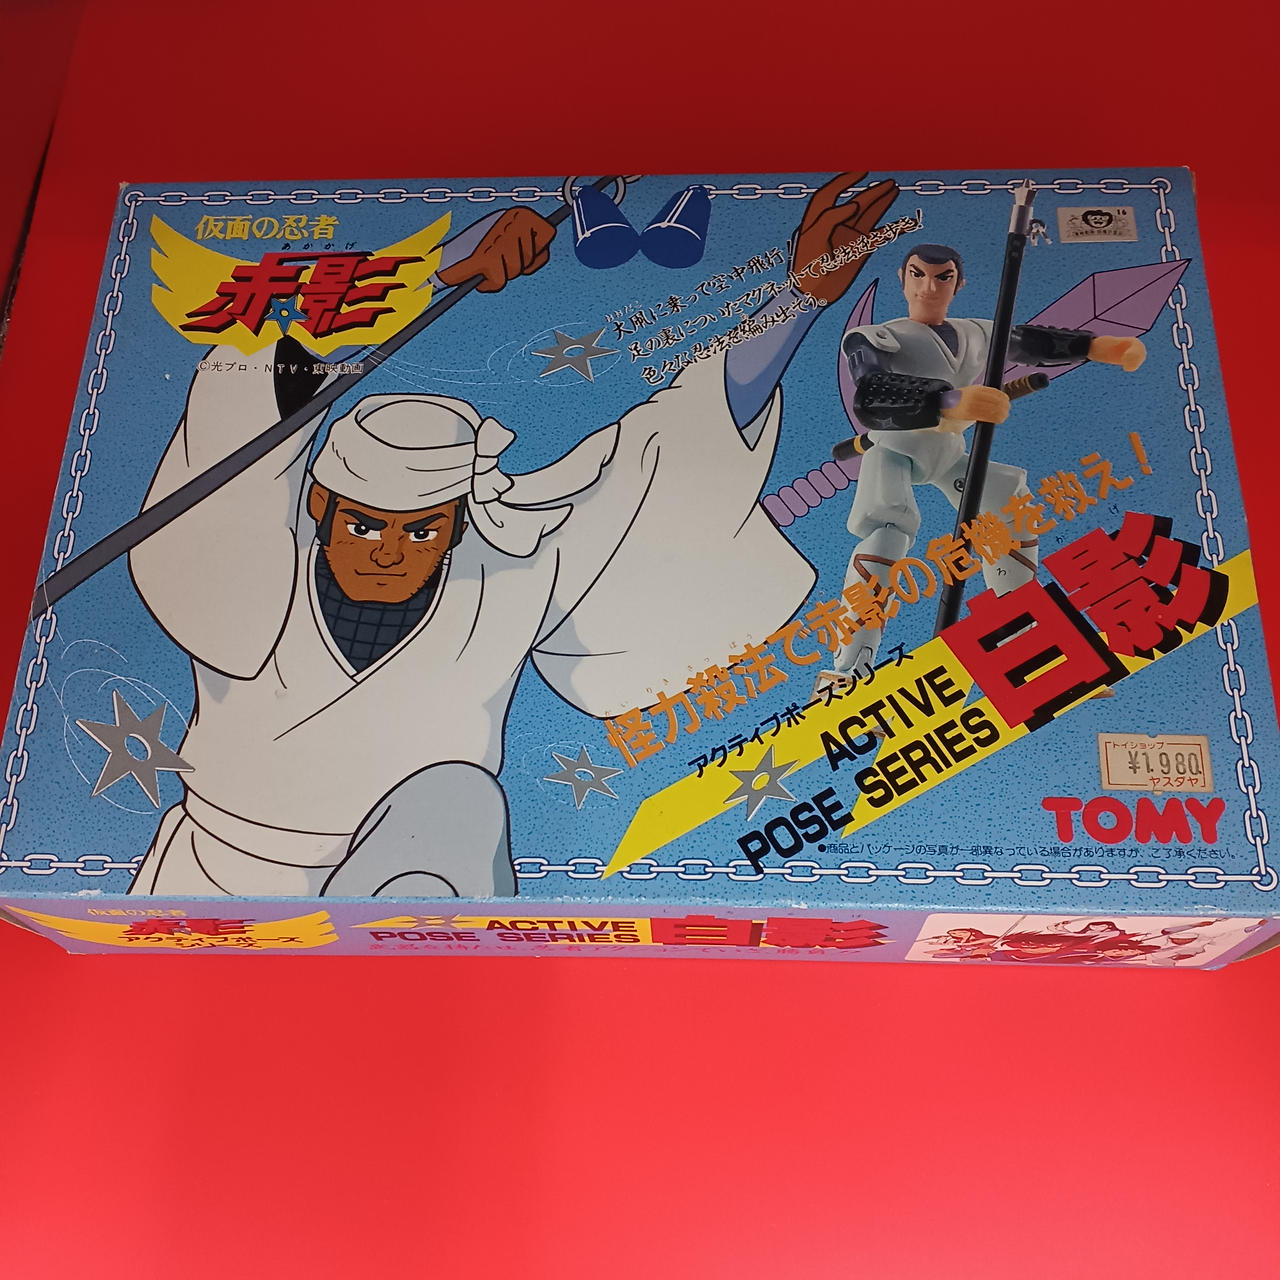 仮面の忍者
あかかげ
赤影
©光プロ・NTV・東映動画
おおだこ
大凧に乗って空中飛行!
足の裏についたマグネットで忍法逆さ歩き!
色々な忍法を編み出そう。
16
怪力殺法で赤影の危機を救え!
アクティブポーズシリーズ
ACTIVE
POSE SERIES
白影
トイショップ
¥1,980
ヤスダヤ
TOMY
●商品とパッケージの写真が一部異なっている場合がありますが、ご了承ください。
仮面の忍者
赤影
アクティブポーズ
シリーズ
ACTIVE
POSE SERIES
白影